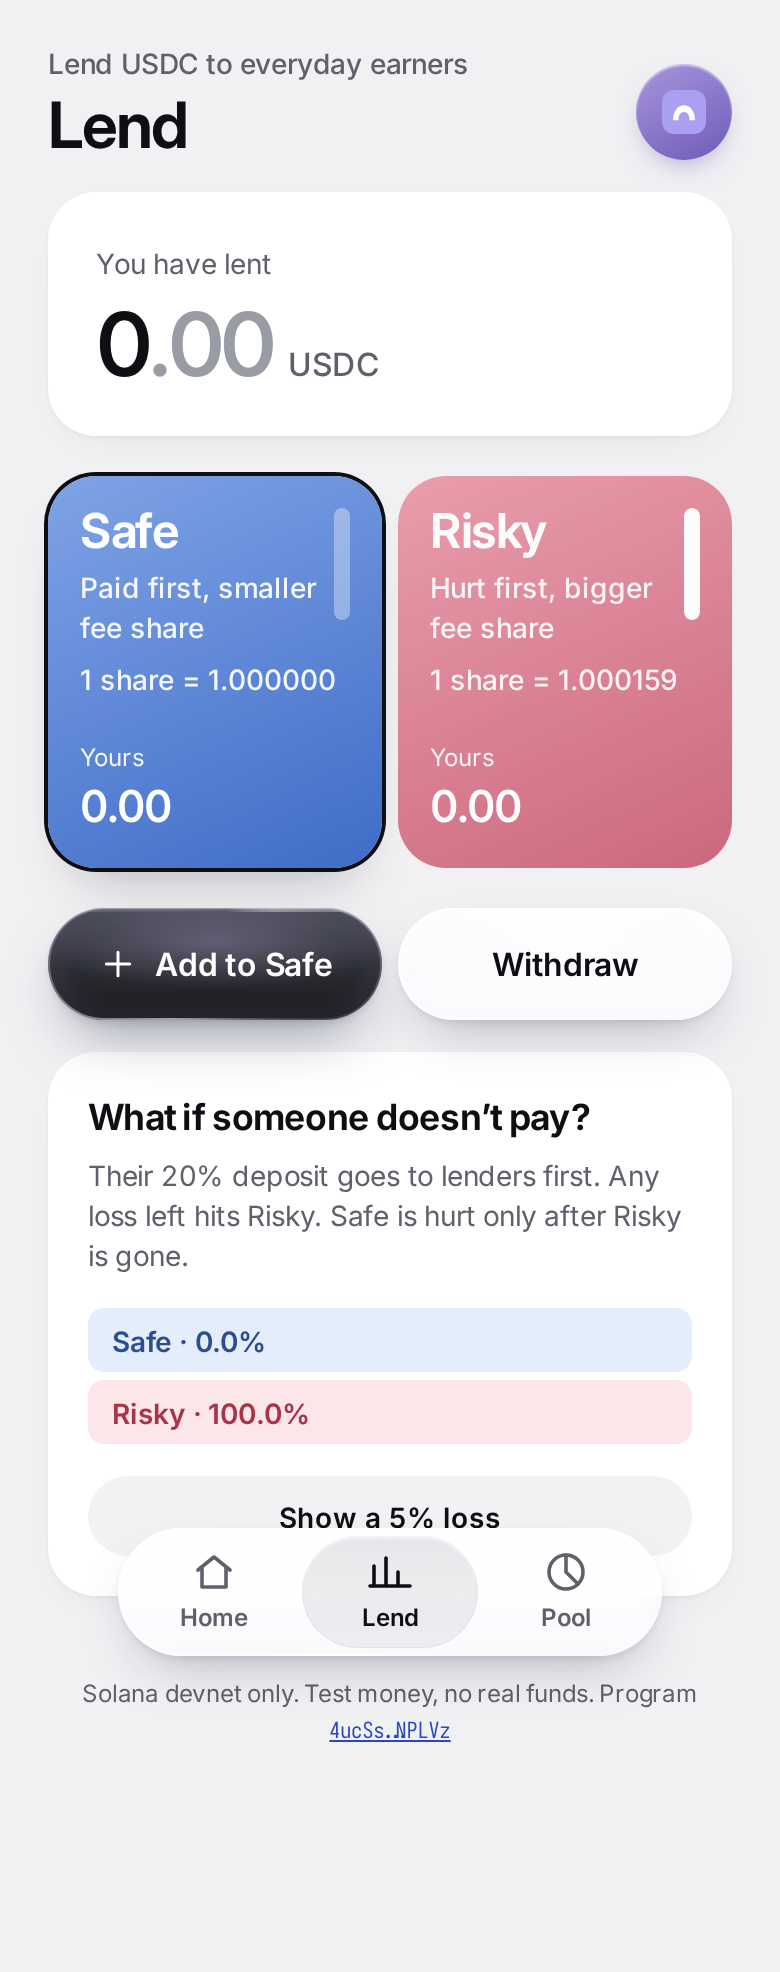 Lend USDC to everyday earners
Lend
You have lent
0.00 USDC
Safe
Paid first, smaller
fee share
1 share = 1.000000
Yours
0.00
Risky
Hurt first, bigger
fee share
1 share = 1.000159
Yours
0.00
Add to Safe
Withdraw
What if someone doesn’t pay?
Their 20% deposit goes to lenders first. Any
loss left hits Risky. Safe is hurt only after Risky
is gone.
Safe · 0.0%
Risky · 100.0%
Show a 5% loss
Home
Lend
Pool
Solana devnet only. Test money, no real funds. Program
4ucSs…NPLVz